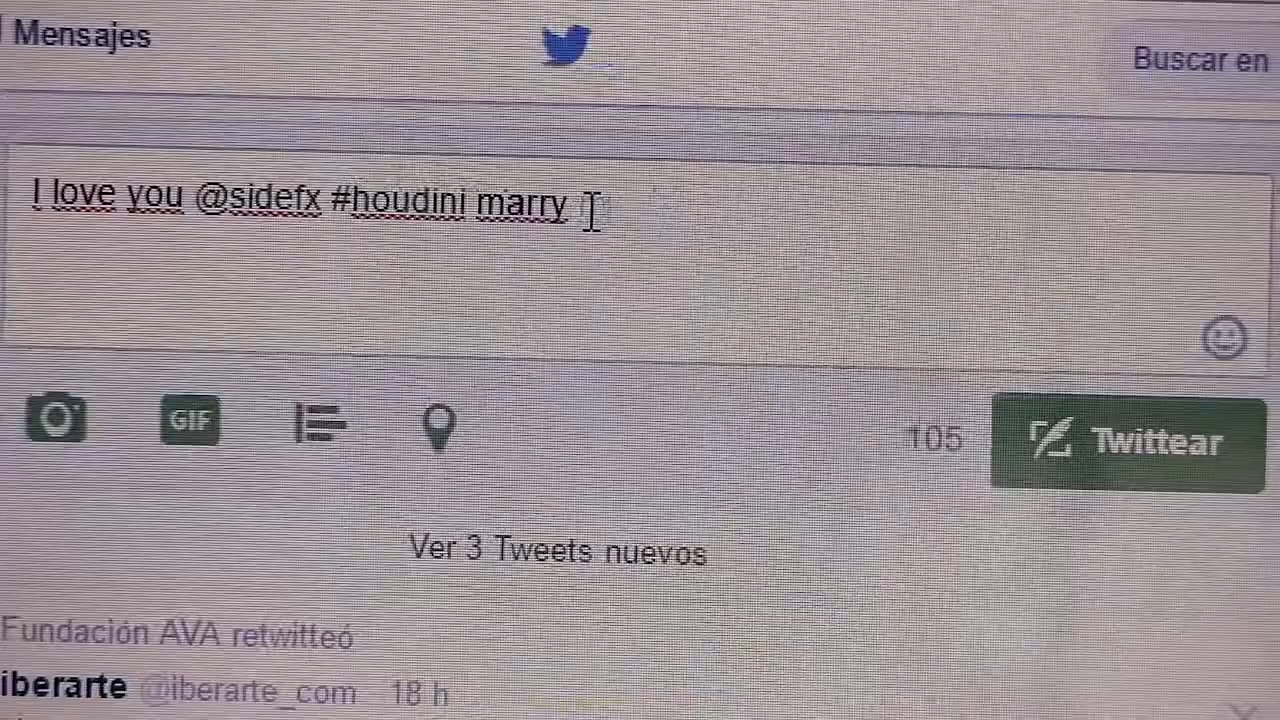 Mensajes
Buscar en
I love you @sidefx #houdini marry
GIF
105
Twittear
Ver 3 Tweets nuevos
Fundación AVA retwitteó
iberarte @iberarte_com 18 h